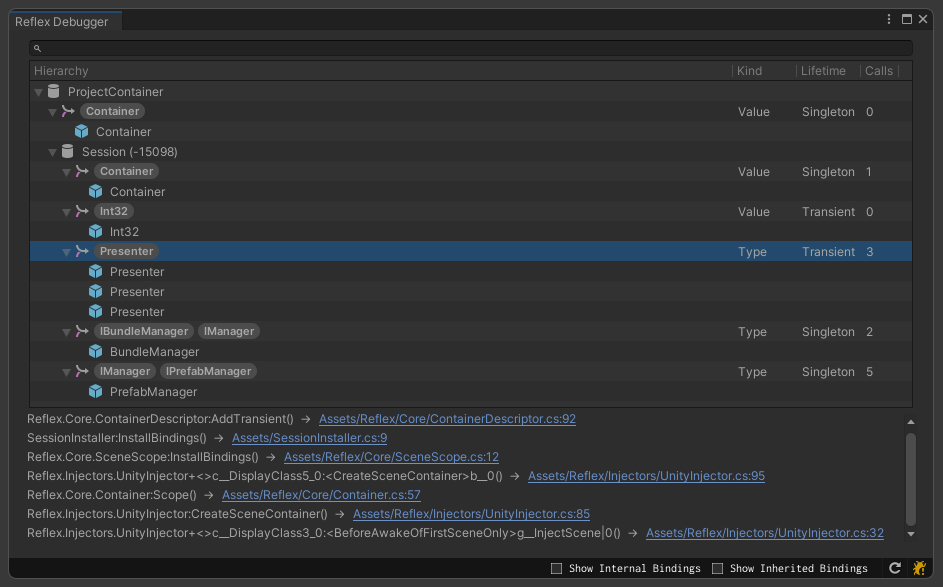 Reflex Debugger
Hierarchy Kind Lifetime Calls
ProjectContainer
Container Value Singleton 0
Container
Session (-15098)
Container Value Singleton 1
Container
Int32 Value Transient 0
Int32
Presenter Type Transient 3
Presenter
Presenter
Presenter
IBundleManager IManager Type Singleton 2
BundleManager
IManager IPrefabManager Type Singleton 5
PrefabManager
Reflex.Core.ContainerDescriptor:AddTransient() → Assets/Reflex/Core/ContainerDescriptor.cs:92
SessionInstaller:InstallBindings() → Assets/SessionInstaller.cs:9
Reflex.Core.SceneScope:InstallBindings() → Assets/Reflex/Core/SceneScope.cs:12
Reflex.Injectors.UnityInjector+<>c__DisplayClass5_0:<CreateSceneContainer>b__0() → Assets/Reflex/Injectors/UnityInjector.cs:95
Reflex.Core.Container:Scope() → Assets/Reflex/Core/Container.cs:57
Reflex.Injectors.UnityInjector:CreateSceneContainer() → Assets/Reflex/Injectors/UnityInjector.cs:85
Reflex.Injectors.UnityInjector+<>c__DisplayClass3_0:<BeforeAwakeOfFirstSceneOnly>g__InjectScene|0() → Assets/Reflex/Injectors/UnityInjector.cs:32
Show Internal Bindings Show Inherited Bindings